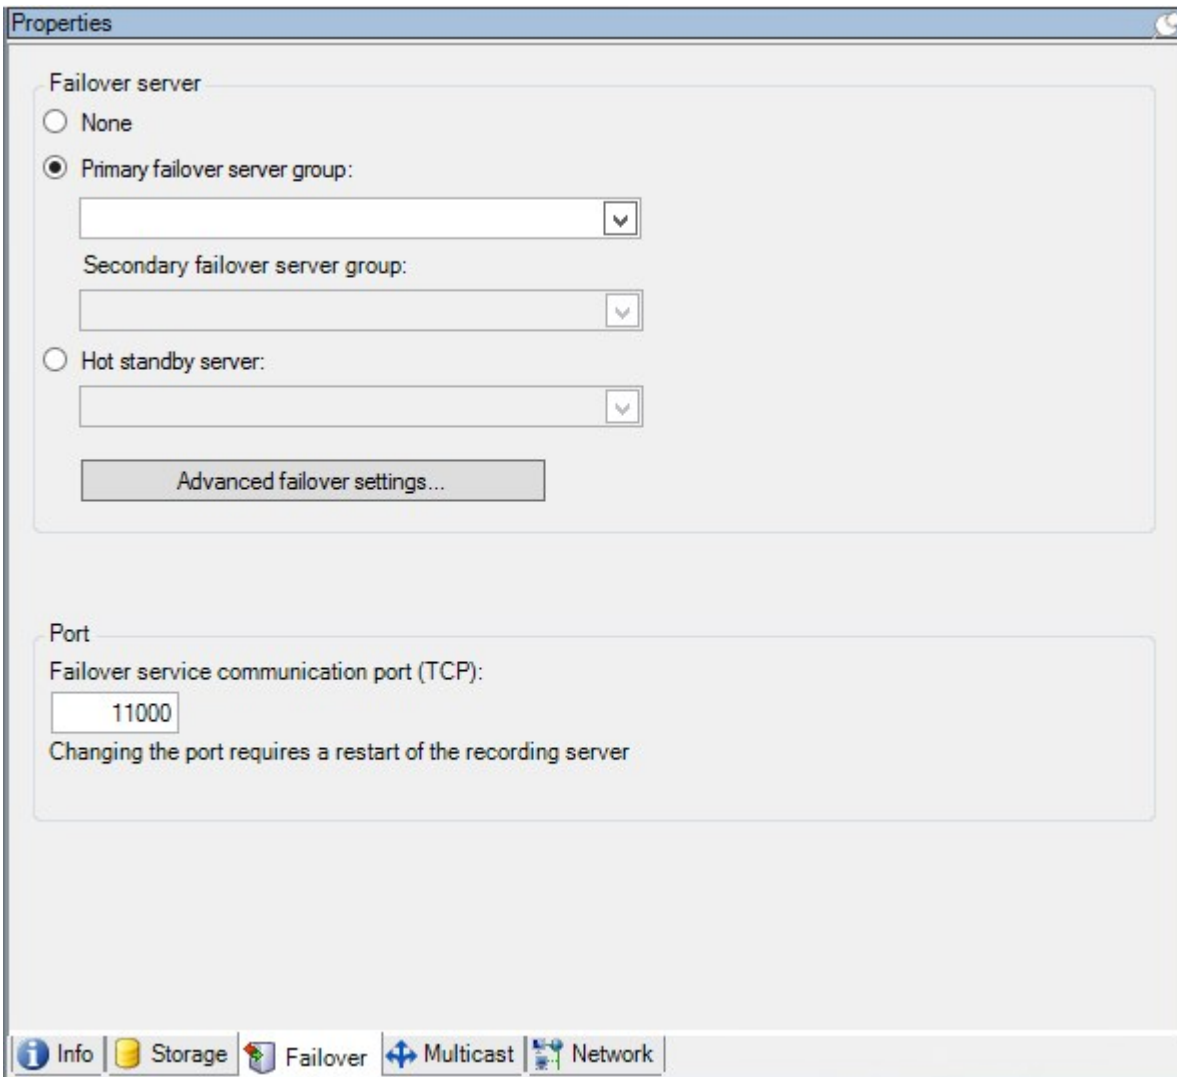 Properties
Failover server
None
Primary failover server group:
Secondary failover server group:
Hot standby server:
Advanced failover settings...
Port
Failover service communication port (TCP):
11000
Changing the port requires a restart of the recording server
Info Storage Failover Multicast Network